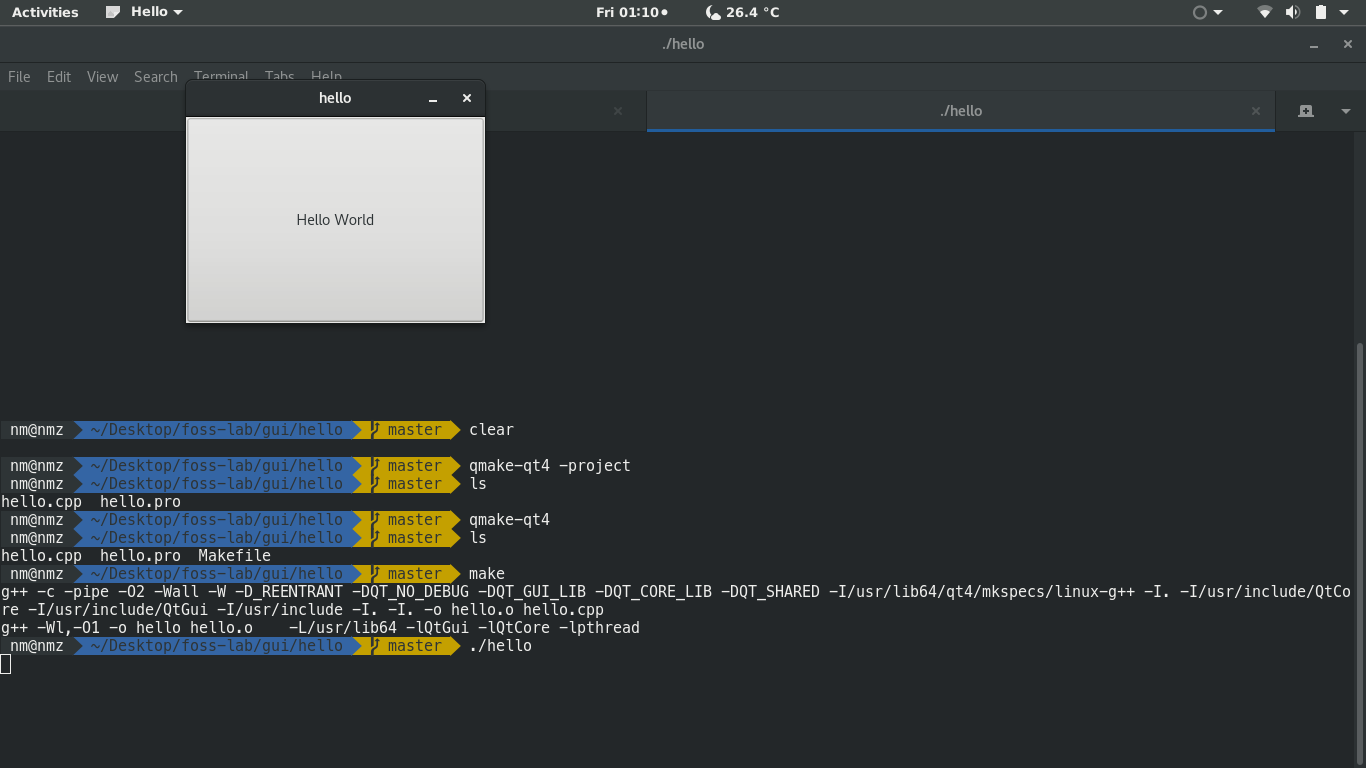 Activities Hello Fri 01:10 26.4 °C
./hello
File Edit View Search Terminal Tabs Help
hello
./hello
Hello World
nm@nmz ~/Desktop/foss-lab/gui/hello master clear
nm@nmz ~/Desktop/foss-lab/gui/hello master qmake-qt4 -project
nm@nmz ~/Desktop/foss-lab/gui/hello master ls
hello.cpp hello.pro
nm@nmz ~/Desktop/foss-lab/gui/hello master qmake-qt4
nm@nmz ~/Desktop/foss-lab/gui/hello master ls
hello.cpp hello.pro Makefile
nm@nmz ~/Desktop/foss-lab/gui/hello master make
g++ -c -pipe -O2 -Wall -W -D_REENTRANT -DQT_NO_DEBUG -DQT_GUI_LIB -DQT_CORE_LIB -DQT_SHARED -I/usr/lib64/qt4/mkspecs/linux-g++ -I. -I/usr/include/QtCo
re -I/usr/include/QtGui -I/usr/include -I. -I. -o hello.o hello.cpp
g++ -Wl,-O1 -o hello hello.o    -L/usr/lib64 -lQtGui -lQtCore -lpthread
nm@nmz ~/Desktop/foss-lab/gui/hello master ./hello